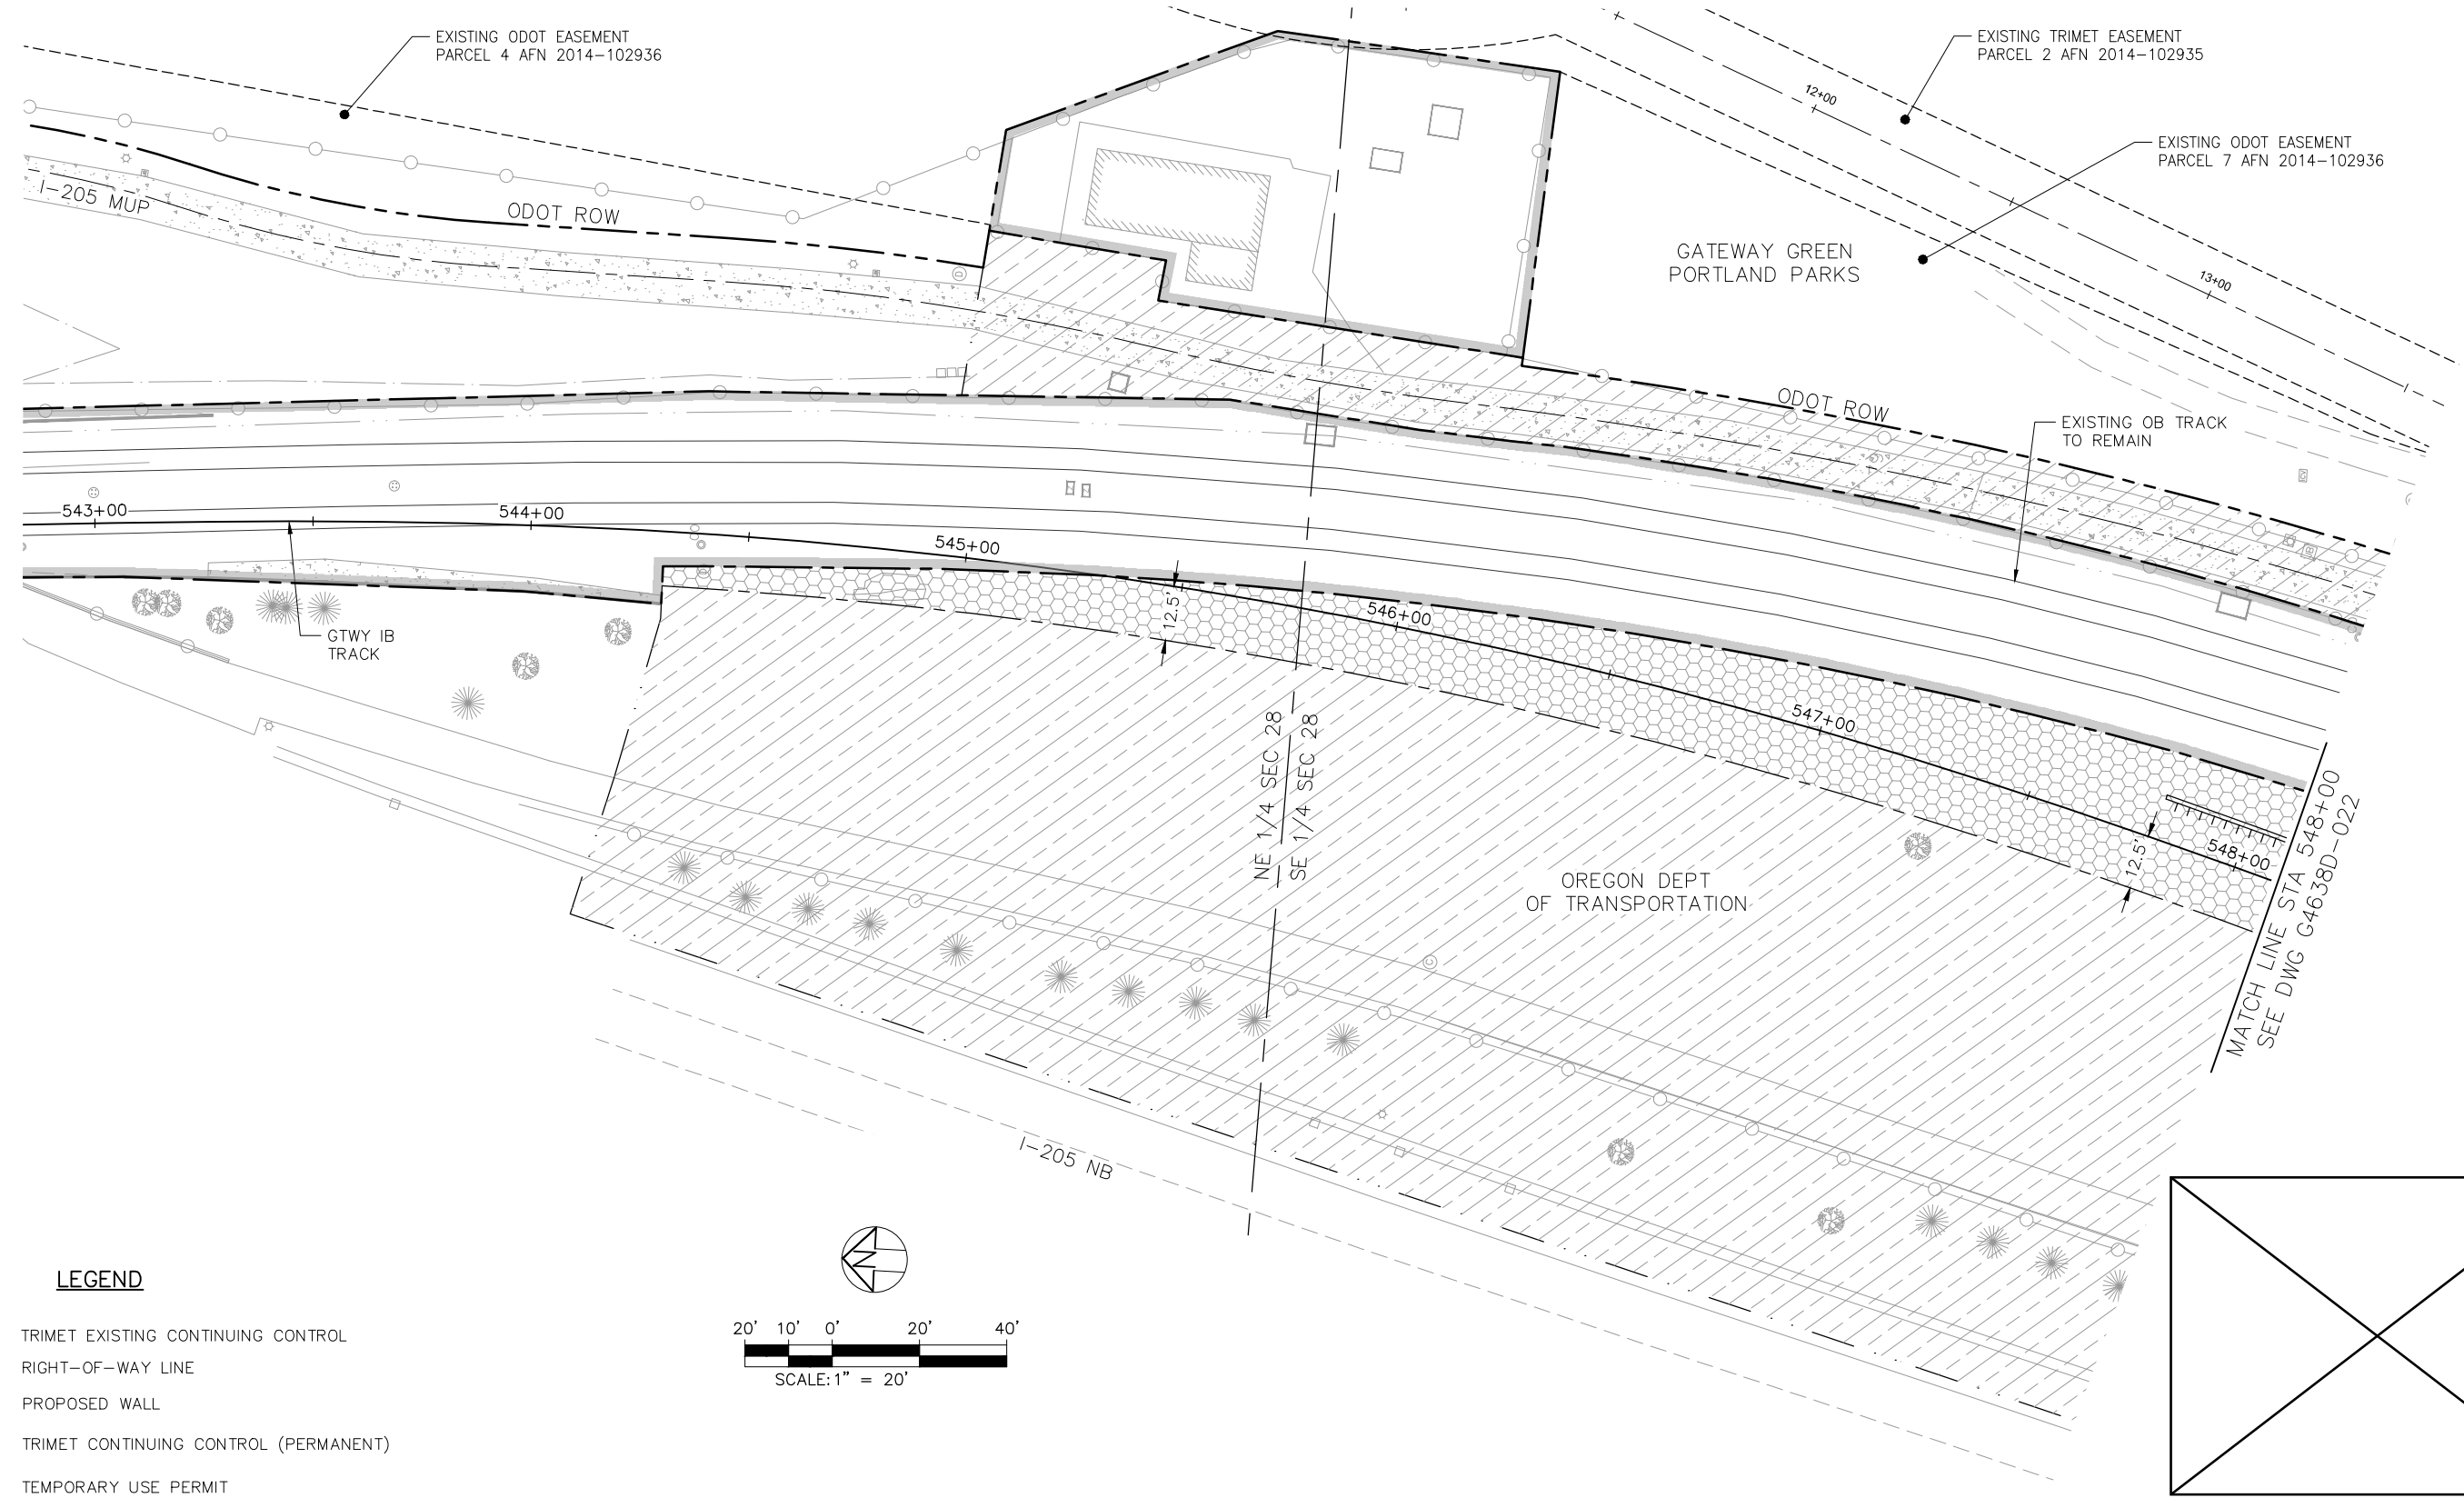 EXISTING ODOT EASEMENT
PARCEL 4 AFN 2014-102936
EXISTING TRIMET EASEMENT
PARCEL 2 AFN 2014-102935
12+00
EXISTING ODOT EASEMENT
PARCEL 7 AFN 2014-102936
I-205 MUP
ODOT ROW
GATEWAY GREEN
PORTLAND PARKS
13+00
ODOT ROW
EXISTING OB TRACK
TO REMAIN
543+00
544+00
545+00
546+00
547+00
548+00
12.5'
12.5'
GTWY IB
TRACK
NE 1/4 SEC 28
SE 1/4 SEC 28
OREGON DEPT
OF TRANSPORTATION
MATCH LINE STA 548+00
SEE DWG G4638D-022
I-205 NB
N
20' 10' 0' 20' 40'
SCALE: 1" = 20'
LEGEND
TRIMET EXISTING CONTINUING CONTROL
RIGHT-OF-WAY LINE
PROPOSED WALL
TRIMET CONTINUING CONTROL (PERMANENT)
TEMPORARY USE PERMIT